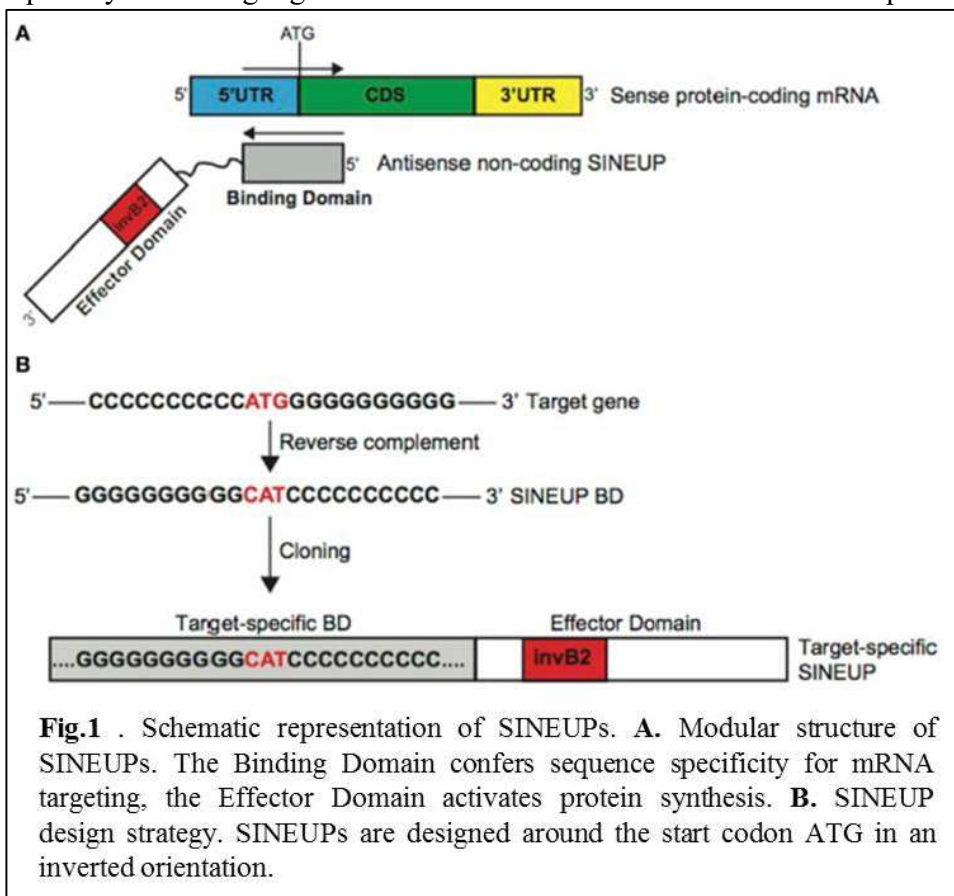 A
ATG
5' 5'UTR CDS 3'UTR 3' Sense protein-coding mRNA
5' Antisense non-coding SINEUP
Binding Domain
invB2
Effector Domain
3'
B
5' CCCCCCCCCCATGGGGGGGGGGG 3' Target gene
Reverse complement
5' GGGGGGGGGGCATCCCCCCCCCC 3' SINEUP BD
Cloning
Target-specific BD Effector Domain
....GGGGGGGGGGCATCCCCCCCCCC.... invB2 Target-specific
SINEUP
Fig.1 . Schematic representation of SINEUPs. A. Modular structure of
SINEUPs. The Binding Domain confers sequence specificity for mRNA
targeting, the Effector Domain activates protein synthesis. B. SINEUP
design strategy. SINEUPs are designed around the start codon ATG in an
inverted orientation.